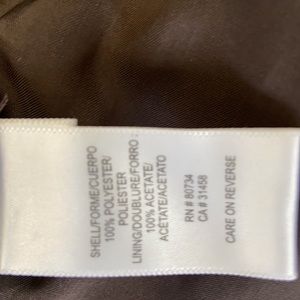 SHELL/FORME/CUERPO
100% POLYESTER/
POLIESTER
LINING/DOUBLURE/FORRO:
100% ACETATE/
ACÉTATE/ACETATO
RN # 80734
CA # 31458
CARE ON REVERSE